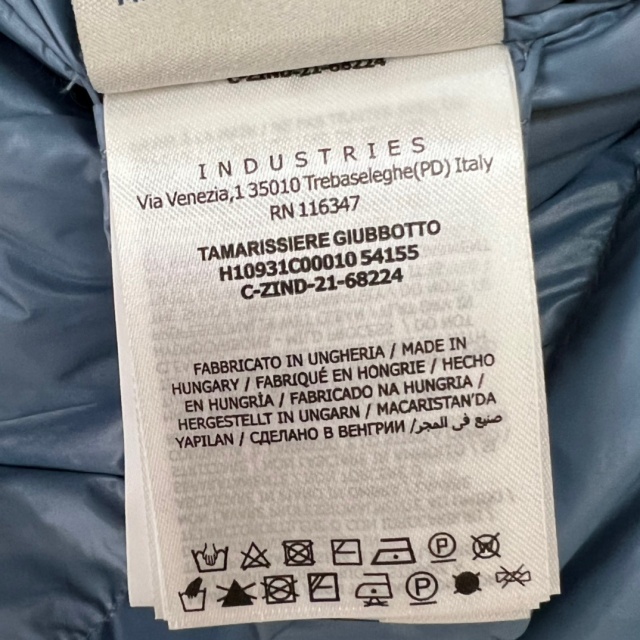 C-ZIND-21-68224
INDUSTRIES
Via Venezia,1 35010 Trebaseleghe(PD) Italy
RN 116347
TAMARISSIERE GIUBBOTTO
H10931C00010 54155
C-ZIND-21-68224
FABBRICATO IN UNGHERIA / MADE IN
HUNGARY / FABRIQUÉ EN HONGRIE / HECHO
EN HUNGRÍA / FABRICADO NA HUNGRIA /
HERGESTELLT IN UNGARN / MACARISTAN'DA
YAPILAN / СДЕЛАНО В ВЕНГРИИ /صنيع في المجر
P
P